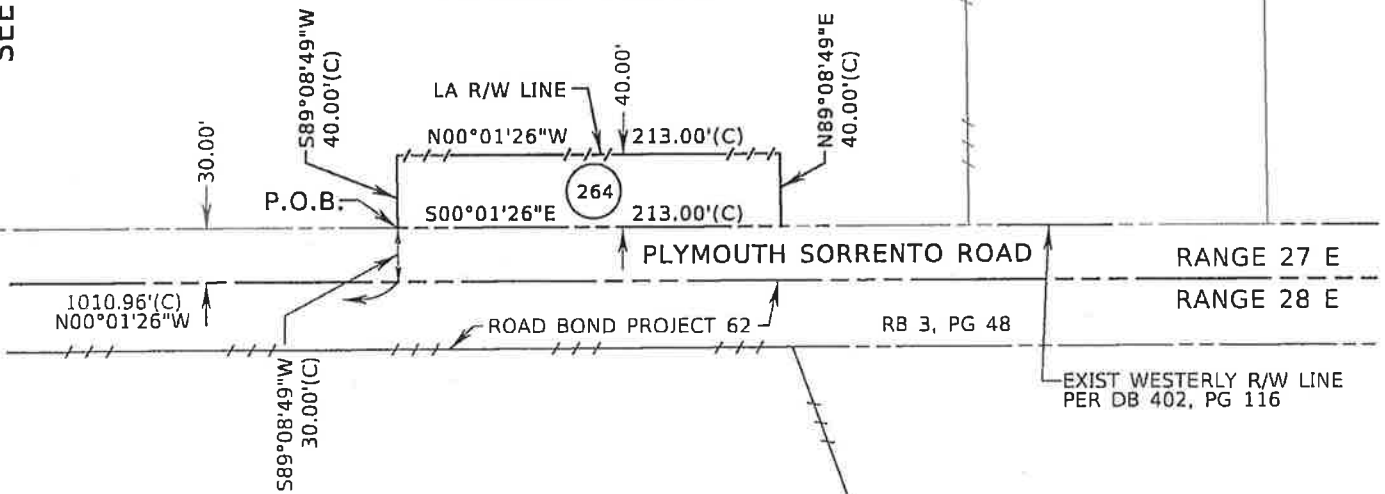 SEE
S89°08'49"W
40.00'(C)
LA R/W LINE
40.00'
N89°08'49"E
40.00'(C)
30.00'
N00°01'26"W 213.00'(C)
264
P.O.B.
S00°01'26"E 213.00'(C)
PLYMOUTH SORRENTO ROAD
RANGE 27 E
1010.96'(C)
N00°01'26"W
RANGE 28 E
ROAD BOND PROJECT 62
RB 3, PG 48
S89°08'49"W
30.00'(C)
EXIST WESTERLY R/W LINE
PER DB 402, PG 116